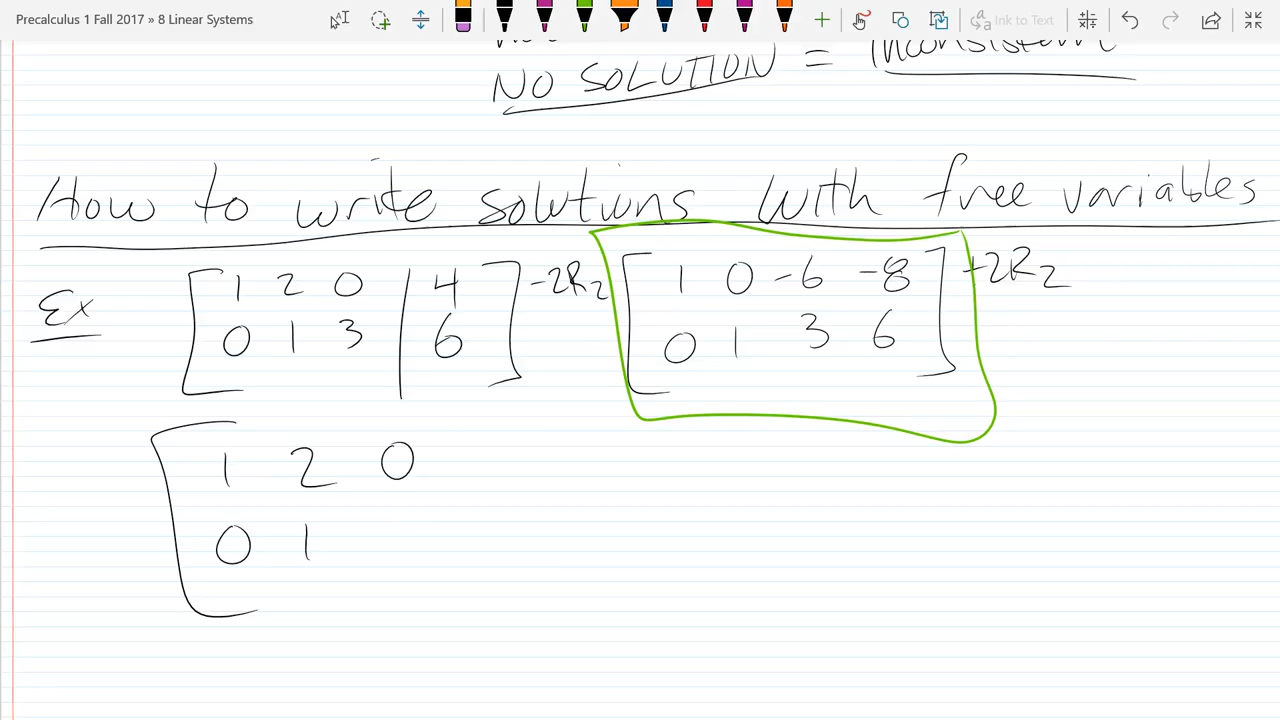 Precalculus 1 Fall 2017 » 8 Linear Systems Ink to Text
NO SOLUTION = inconsistent
How to write solutions with free variables
Ex [1 2 0 | 4] -2R2 [1 0 -6 -8] +2R2
[0 1 3 | 6] [0 1 3 6]
[1 2 0
0 1